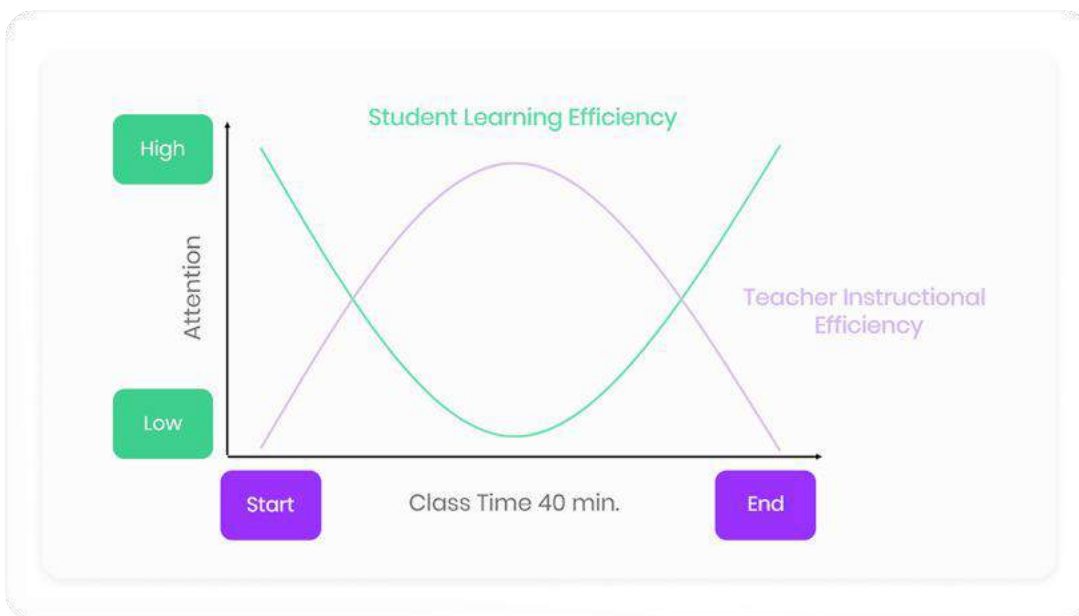 Student Learning Efficiency
High
Attention
Teacher Instructional
Efficiency
Low
Start
Class Time 40 min.
End